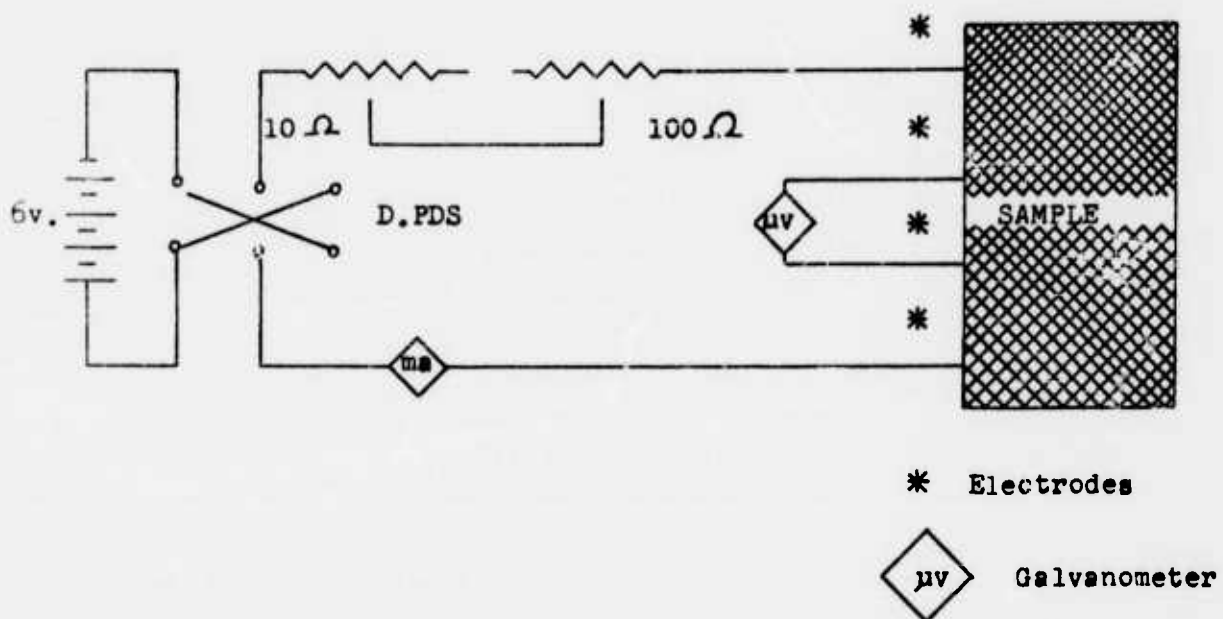 10 Ω
100 Ω
6v.
D.PDS
μv
SAMPLE
ma
* Electrodes
μv
Galvanometer